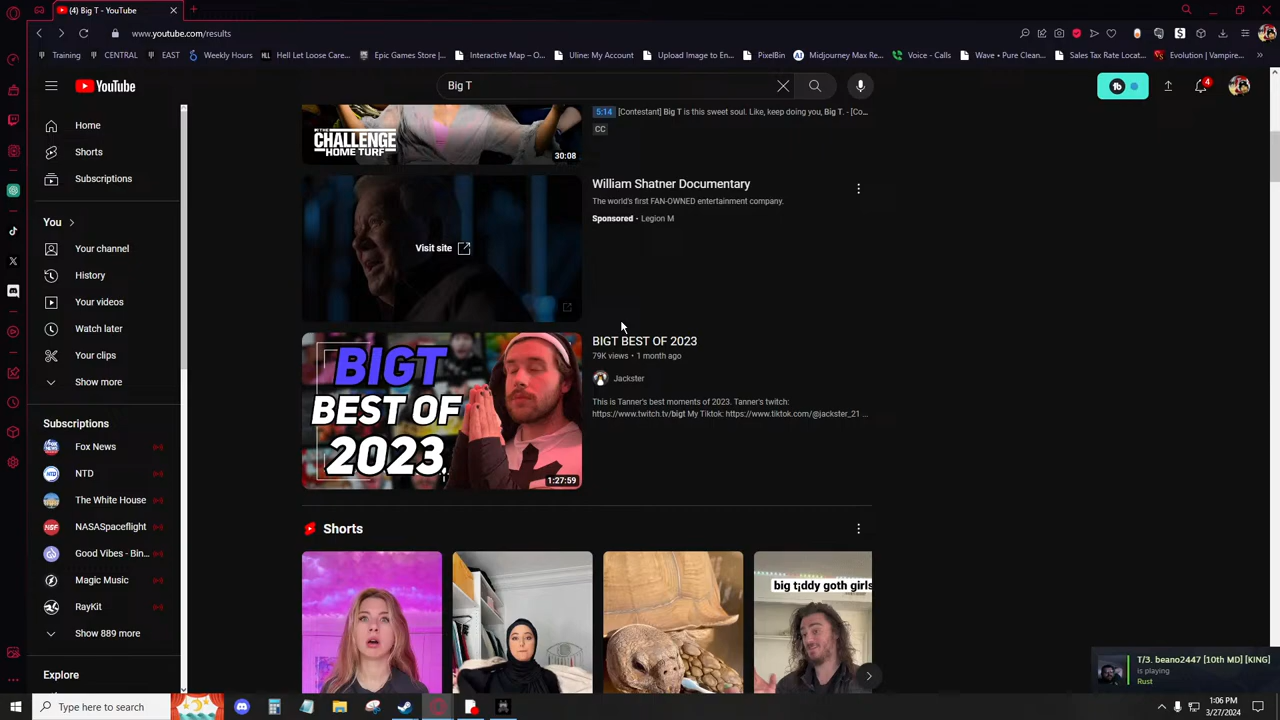 (4) Big T - YouTube
www.youtube.com/results
Training
CENTRAL
EAST
Weekly Hours
Hell Let Loose Care...
Epic Games Store |...
Interactive Map – O...
Uline: My Account
Upload Image to En...
PixelBin
Midjourney Max Re...
Voice - Calls
Wave • Pure Clean...
Sales Tax Rate Locat...
Evolution | Vampire...
YouTube
Big T
4
Home
Shorts
Subscriptions
You
Your channel
History
Your videos
Watch later
Your clips
Show more
Subscriptions
Fox News
NTD
The White House
NASASpaceflight
Good Vibes - Bin...
Magic Music
RayKit
Show 889 more
Explore
THE CHALLENGE
HOME TURF
30:08
5:14 [Contestant] Big T is this sweet soul. Like, keep doing you, Big T. - [Co...
CC
Visit site
William Shatner Documentary
The world's first FAN-OWNED entertainment company.
Sponsored • Legion M
BIGT
BEST OF
2023
1:27:59
BIGT BEST OF 2023
79K views • 1 month ago
Jackster
This is Tanner's best moments of 2023. Tanner's twitch:
https://www.twitch.tv/bigt My Tiktok: https://www.tiktok.com/@jackster_21 ...
Shorts
big t¡ddy goth girls
T/3. beano2447 [10th MD] [KING]
is playing
Rust
Type here to search
1:06 PM
3/27/2024